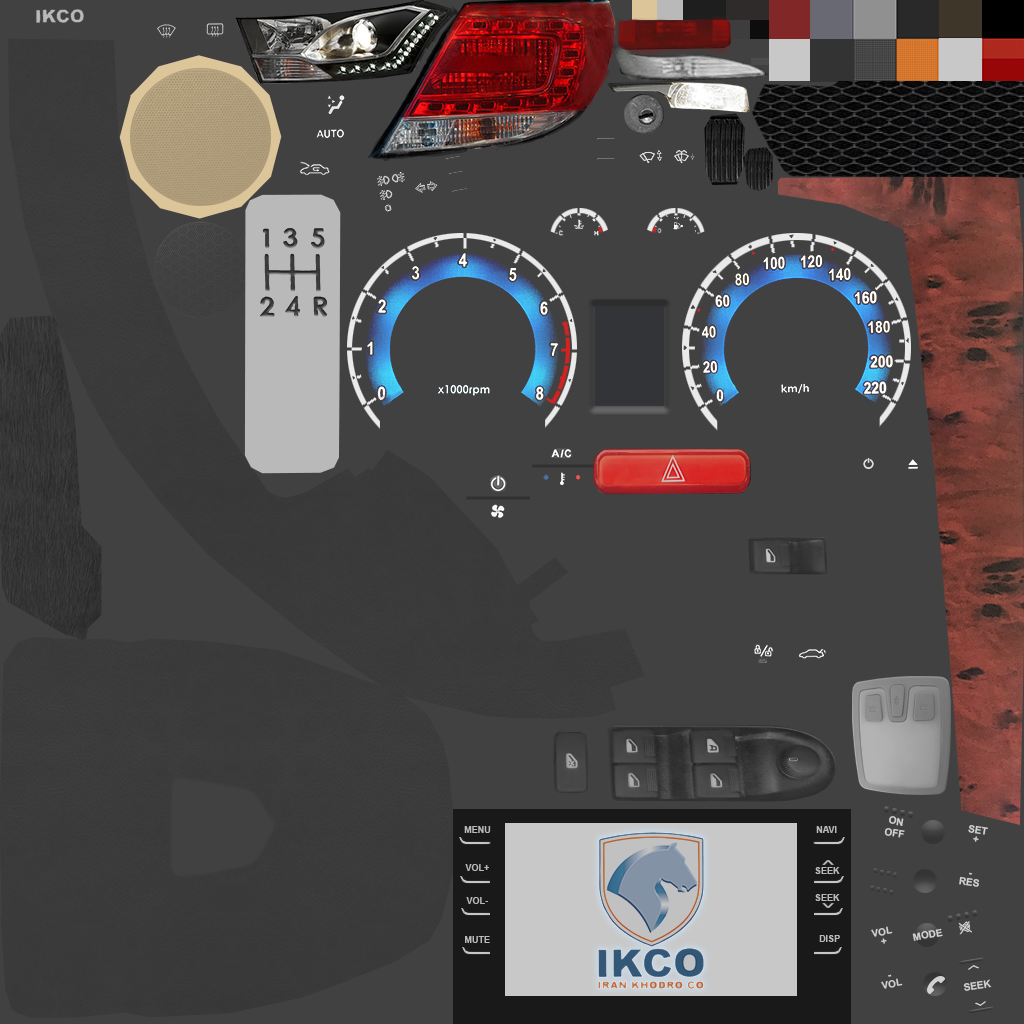 IKCO
AUTO
1 3 5
2 4 R
C H
0 1 2 3 4 5 6 7 8
x1000rpm
0 20 40 60 80 100 120 140 160 180 200 220
km/h
A/C
MENU
VOL+
VOL-
MUTE
NAVI
SEEK
SEEK
DISP
IKCO
IRAN KHODRO CO
ON
OFF
SET
+
-
RES
VOL
+
MODE
-
VOL
SEEK